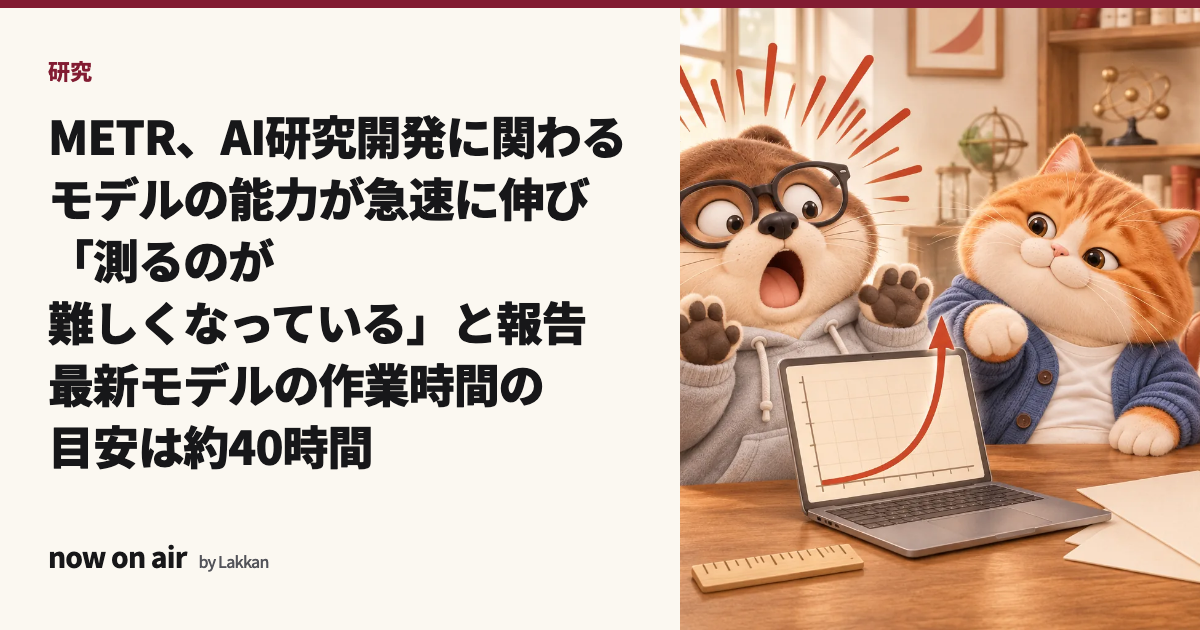 研究
METR、AI研究開発に関わる
モデルの能力が急速に伸び
「測るのが
難しくなっている」と報告
最新モデルの作業時間の
目安は約40時間
now on air by Lakkan